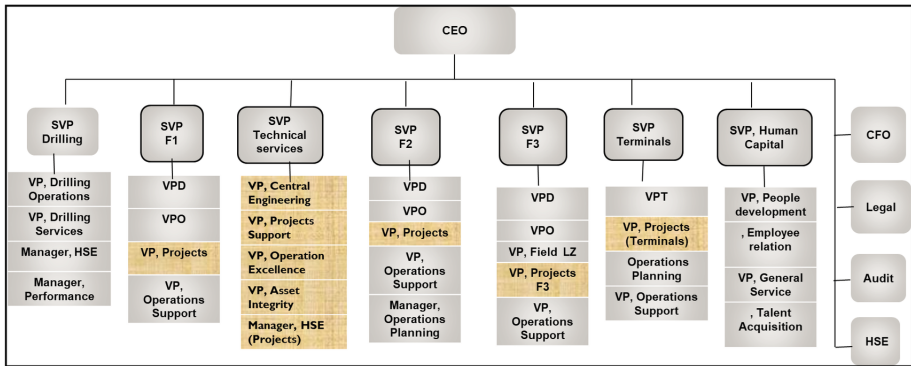 CEO
SVP
Drilling
VP, Drilling
Operations
VP, Drilling
Services
Manager, HSE
Manager,
Performance
SVP
F1
VPD
VPO
VP, Projects
VP,
Operations
Support
SVP
Technical
services
VP, Central
Engineering
VP, Projects
Support
VP, Operation
Excellence
VP, Asset
Integrity
Manager, HSE
(Projects)
SVP
F2
VPD
VPO
VP, Projects
VP,
Operations
Support
Manager,
Operations
Planning
SVP
F3
VPD
VPO
VP, Field LZ
VP, Projects
F3
VP,
Operations
Support
SVP
Terminals
VPT
VP, Projects
(Terminals)
Operations
Planning
VP, Operations
Support
SVP, Human
Capital
VP, People
development
, Employee
relation
VP, General
Service
, Talent
Acquisition
CFO
Legal
Audit
HSE